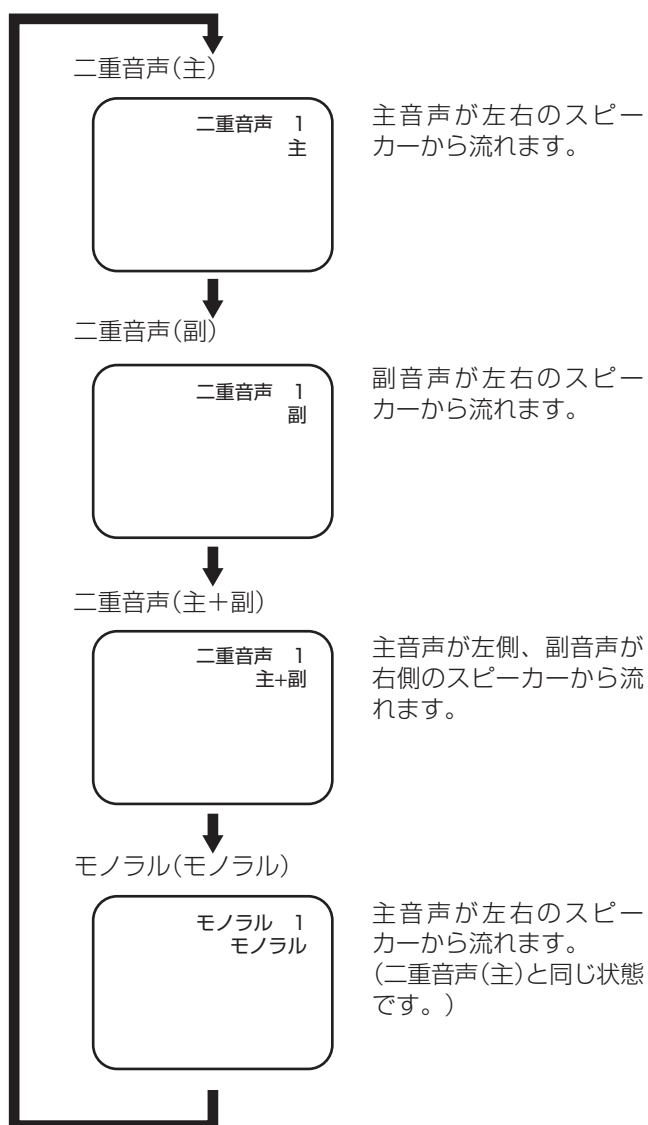 二重音声(主)
二重音声 1
主
主音声が左右のスピー
カーから流れます。
二重音声(副)
二重音声 1
副
副音声が左右のスピー
カーから流れます。
二重音声(主＋副)
二重音声 1
主+副
主音声が左側、副音声が
右側のスピーカーから流
れます。
モノラル(モノラル)
モノラル 1
モノラル
主音声が左右のスピー
カーから流れます。
(二重音声(主)と同じ状態
です。)